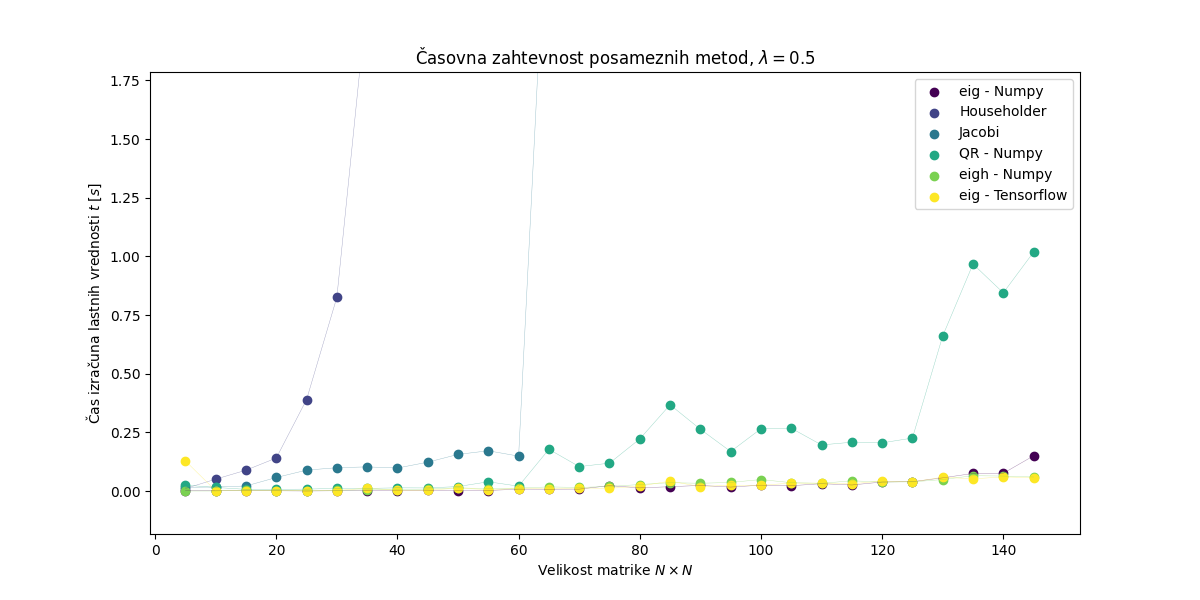 Časovna zahtevnost posameznih metod, λ = 0.5
Čas izračuna lastnih vrednosti t [s]
1.75
1.50
1.25
1.00
0.75
0.50
0.25
0.00
eig - Numpy
Householder
Jacobi
QR - Numpy
eigh - Numpy
eig - Tensorflow
0 20 40 60 80 100 120 140
Velikost matrike N × N